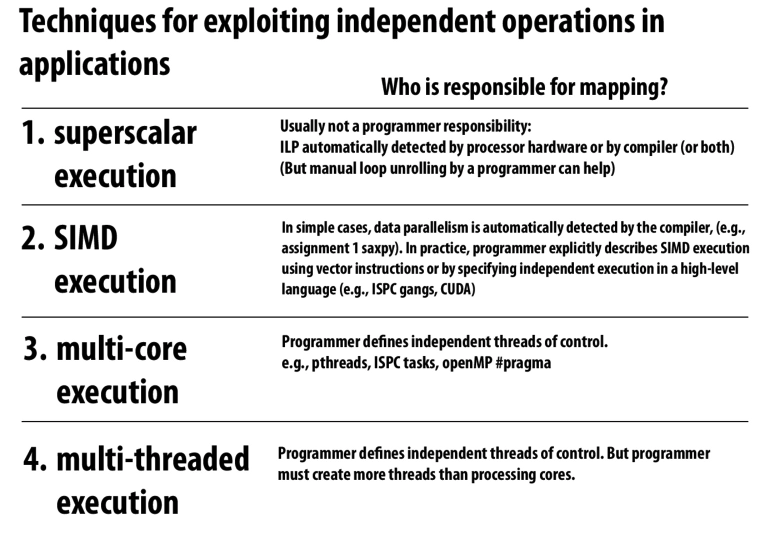 Techniques for exploiting independent operations in
applications
Who is responsible for mapping?
1. superscalar
execution
Usually not a programmer responsibility:
ILP automatically detected by processor hardware or by compiler (or both)
(But manual loop unrolling by a programmer can help)
2. SIMD
execution
In simple cases, data parallelism is automatically detected by the compiler, (e.g.,
assignment 1 saxpy). In practice, programmer explicitly describes SIMD execution
using vector instructions or by specifying independent execution in a high-level
language (e.g., ISPC gangs, CUDA)
3. multi-core
execution
Programmer defines independent threads of control.
e.g., pthreads, ISPC tasks, openMP #pragma
4. multi-threaded
execution
Programmer defines independent threads of control. But programmer
must create more threads than processing cores.